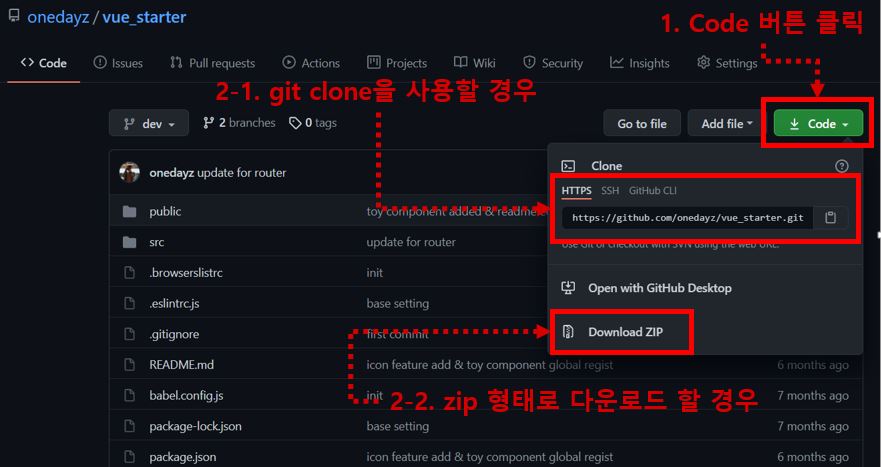 onedayz / vue_starter
1. Code 버튼 클릭
Code Issues Pull requests Actions Projects Wiki Security Insights Settings
2-1. git clone을 사용할 경우
dev 2 branches 0 tags Go to file Add file Code
onedayz update for router
Clone
HTTPS SSH GitHub CLI
https://github.com/onedayz/vue_starter.git
Use Git or checkout with SVN using the web URL.
Open with GitHub Desktop
Download ZIP
public toy component added & readme
src update for router
.browserslistrc init
.eslintrc.js base setting
.gitignore first commit
README.md icon feature add & toy component global regist 6 months ago
babel.config.js init 7 months ago
2-2. zip 형태로 다운로드 할 경우
package-lock.json base setting 7 months ago
package.json icon feature add & toy component global regist 6 months ago